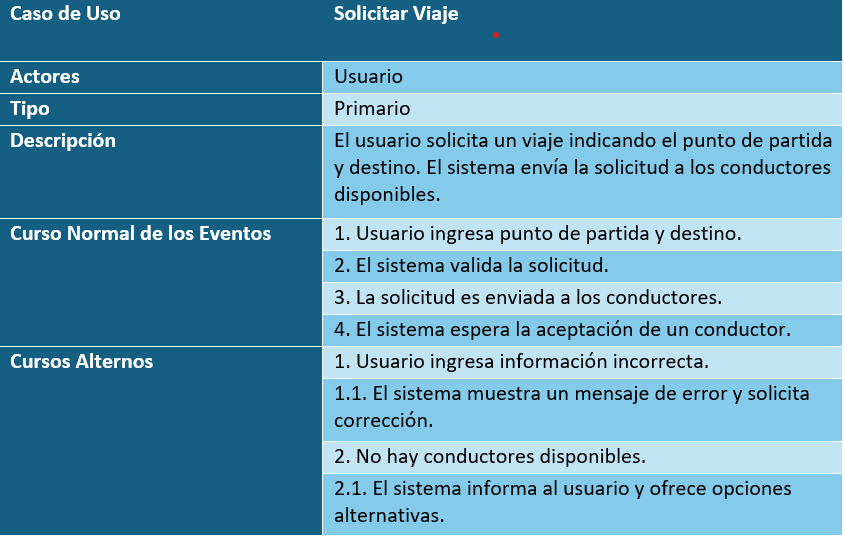 Caso de Uso
Solicitar Viaje
Actores
Usuario
Tipo
Primario
Descripción
El usuario solicita un viaje indicando el punto de partida
y destino. El sistema envía la solicitud a los conductores
disponibles.
Curso Normal de los Eventos
1. Usuario ingresa punto de partida y destino.
2. El sistema valida la solicitud.
3. La solicitud es enviada a los conductores.
4. El sistema espera la aceptación de un conductor.
Cursos Alternos
1. Usuario ingresa información incorrecta.
1.1. El sistema muestra un mensaje de error y solicita
corrección.
2. No hay conductores disponibles.
2.1. El sistema informa al usuario y ofrece opciones
alternativas.